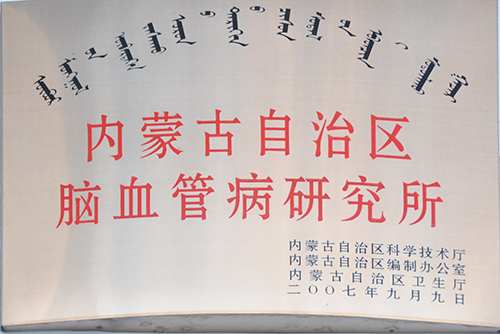 内蒙古自治区
脑血管病研究所
内蒙古自治区科学技术厅
内蒙古自治区编制办公室
内蒙古自治区卫生厅
二〇〇七年九月九日